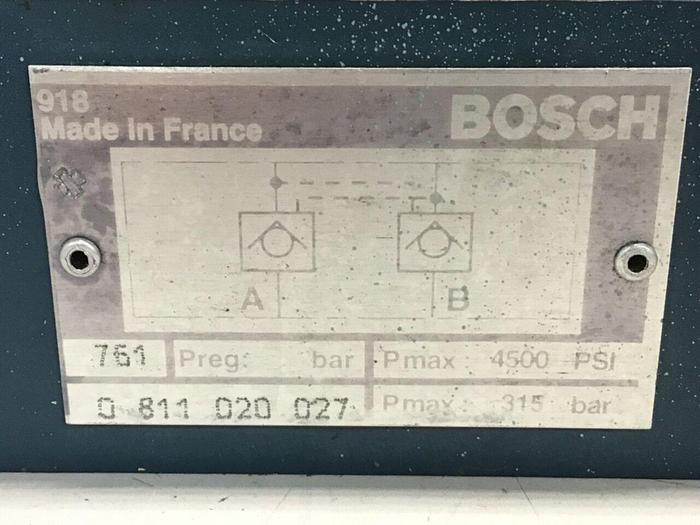 918
Made in France
BOSCH
A B
761 Preg: bar Pmax 4500 PSI
0 811 020 027 Pmax 315 bar